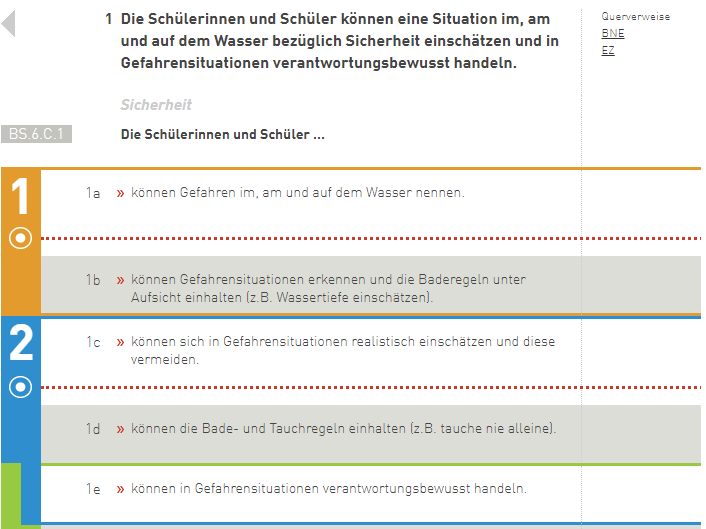 1 Die Schülerinnen und Schüler können eine Situation im, am
und auf dem Wasser bezüglich Sicherheit einschätzen und in
Gefahrensituationen verantwortungsbewusst handeln.
Querverweise
BNE
EZ
Sicherheit
BS.6.C.1 Die Schülerinnen und Schüler ...
1
1a » können Gefahren im, am und auf dem Wasser nennen.
1b » können Gefahrensituationen erkennen und die Baderegeln unter
Aufsicht einhalten (z.B. Wassertiefe einschätzen).
2
1c » können sich in Gefahrensituationen realistisch einschätzen und diese
vermeiden.
1d » können die Bade- und Tauchregeln einhalten (z.B. tauche nie alleine).
1e » können in Gefahrensituationen verantwortungsbewusst handeln.